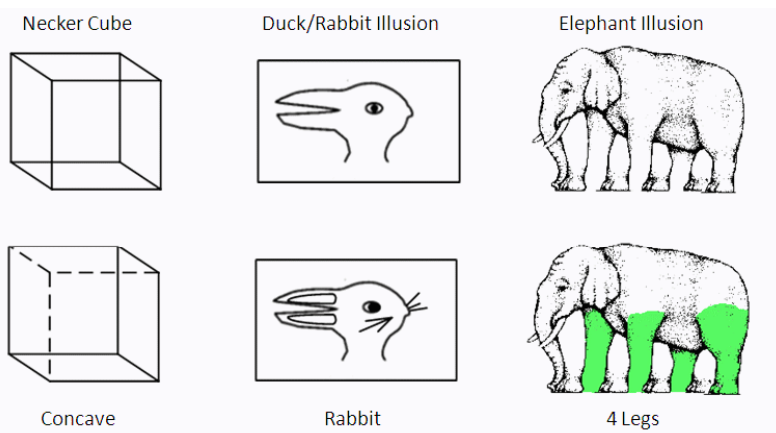 Necker Cube
Duck/Rabbit Illusion
Elephant Illusion
Concave
Rabbit
4 Legs